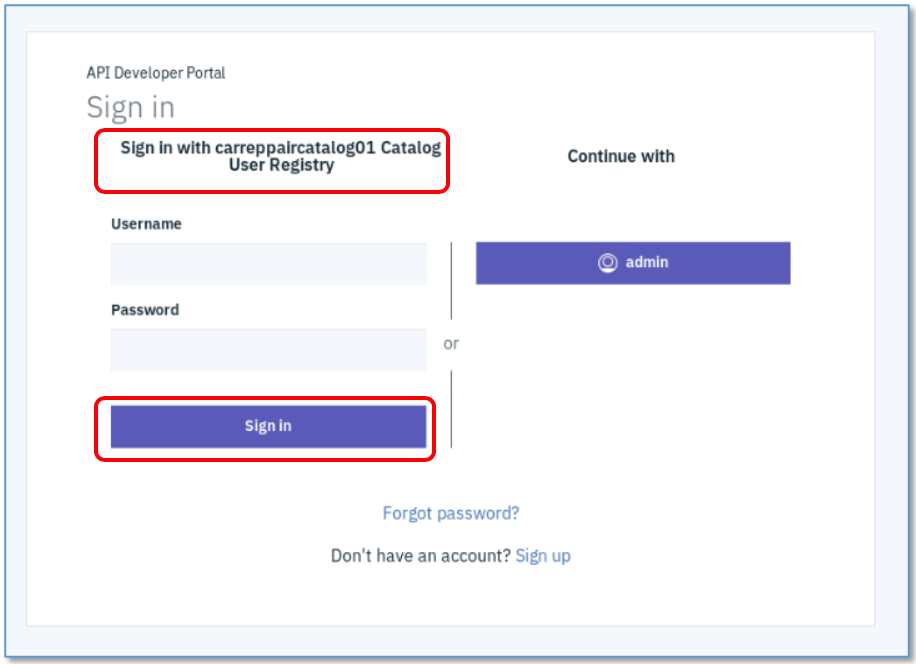 API Developer Portal
Sign in
Sign in with carreppaircatalog01 Catalog
User Registry
Continue with
Username
admin
Password
or
Sign in
Forgot password?
Don't have an account? Sign up